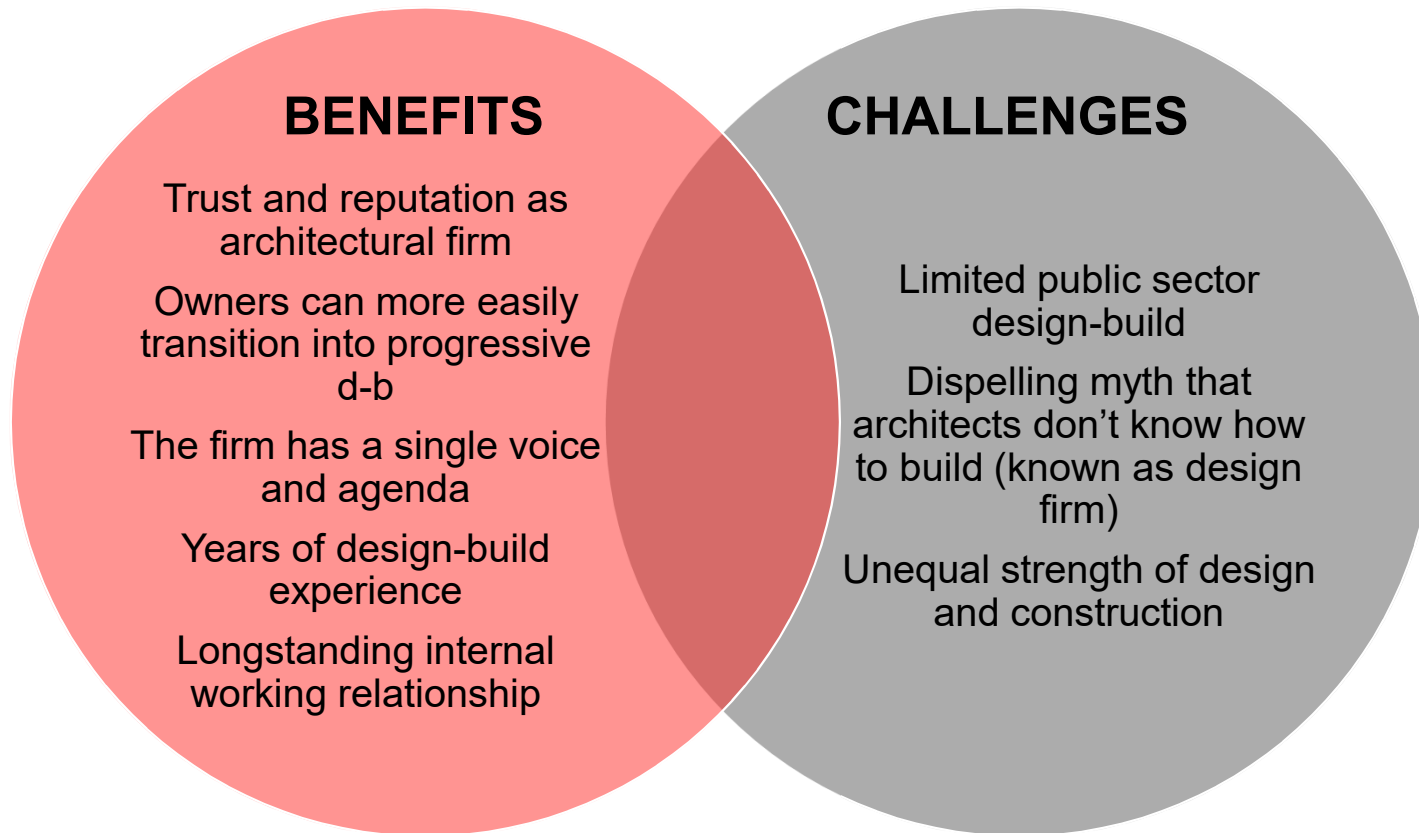 BENEFITS
Trust and reputation as
architectural firm
Owners can more easily
transition into progressive
d-b
The firm has a single voice
and agenda
Years of design-build
experience
Longstanding internal
working relationship
CHALLENGES
Limited public sector
design-build
Dispelling myth that
architects don’t know how
to build (known as design
firm)
Unequal strength of design
and construction